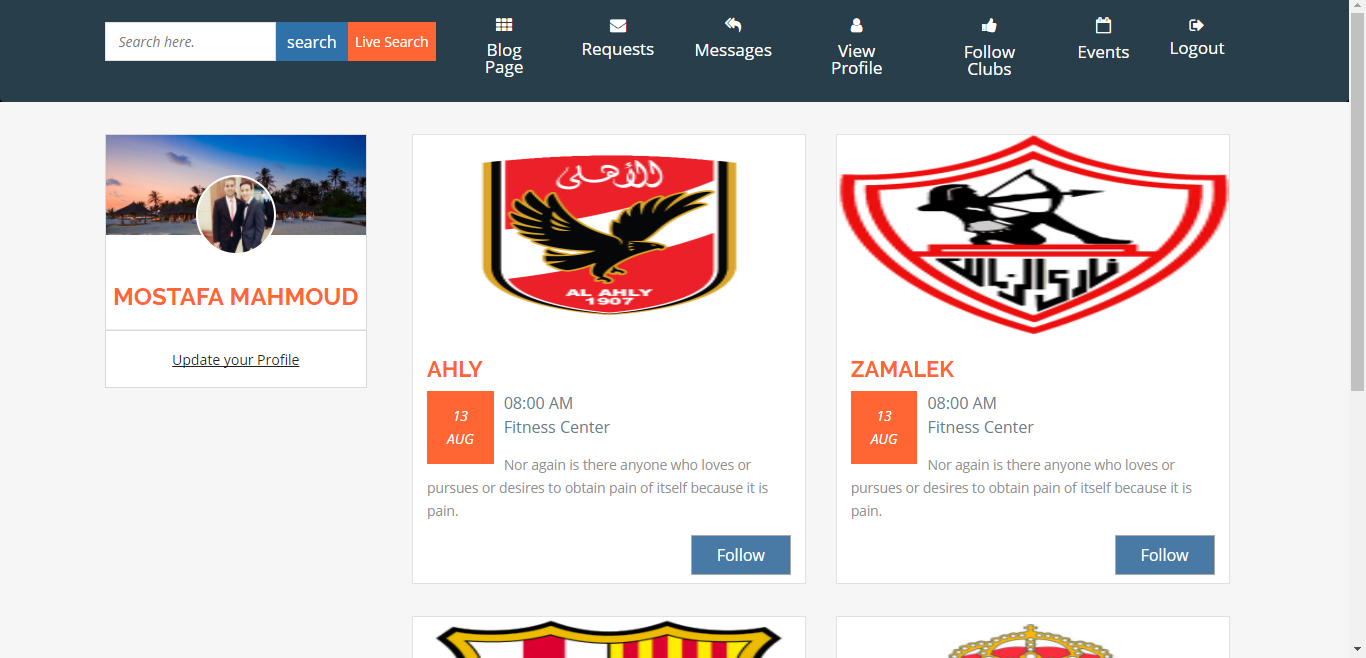 Search here.
search
Live Search
Blog
Page
Requests
Messages
View
Profile
Follow
Clubs
Events
Logout
MOSTAFA MAHMOUD
Update your Profile
الأهلى
AL AHLY
1907
AHLY
13
AUG
08:00 AM
Fitness Center
Nor again is there anyone who loves or
pursues or desires to obtain pain of itself because it is
pain.
Follow
نادى الزمالك
ZAMALEK
13
AUG
08:00 AM
Fitness Center
Nor again is there anyone who loves or
pursues or desires to obtain pain of itself because it is
pain.
Follow